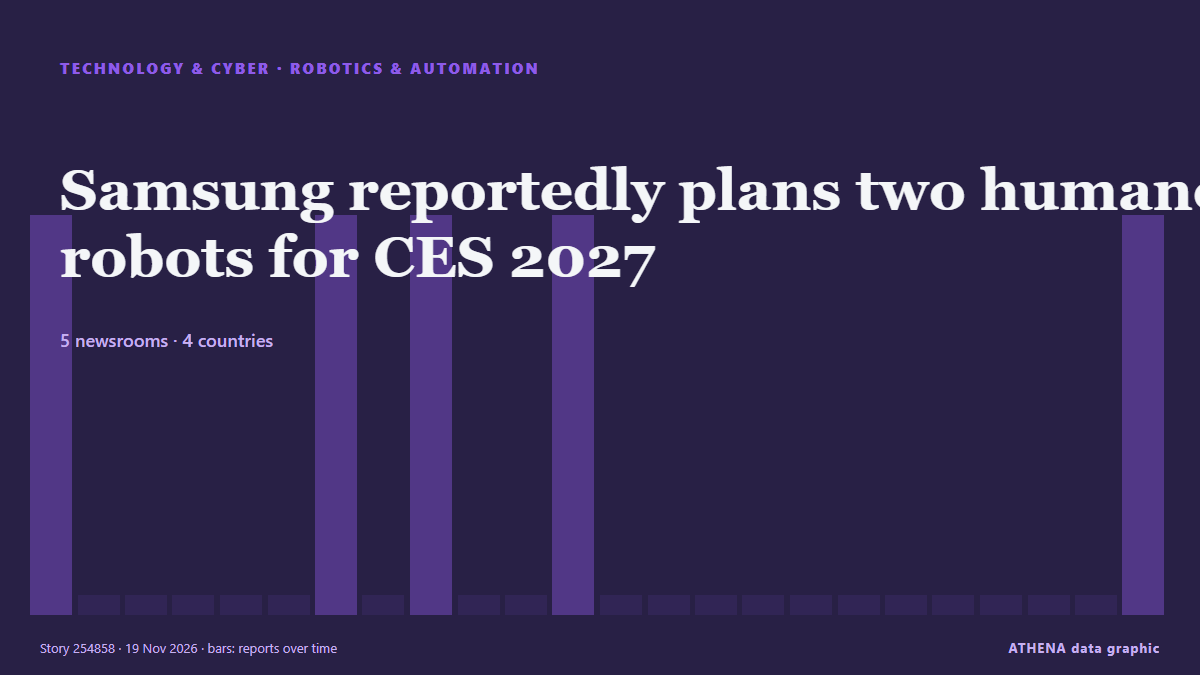 TECHNOLOGY & CYBER · ROBOTICS & AUTOMATION
Samsung reportedly plans two
robots for CES 2027
5 newsrooms · 4 countries
Story 254858 · 19 Nov 2026 · bars: reports over time
ATHENA data graphic